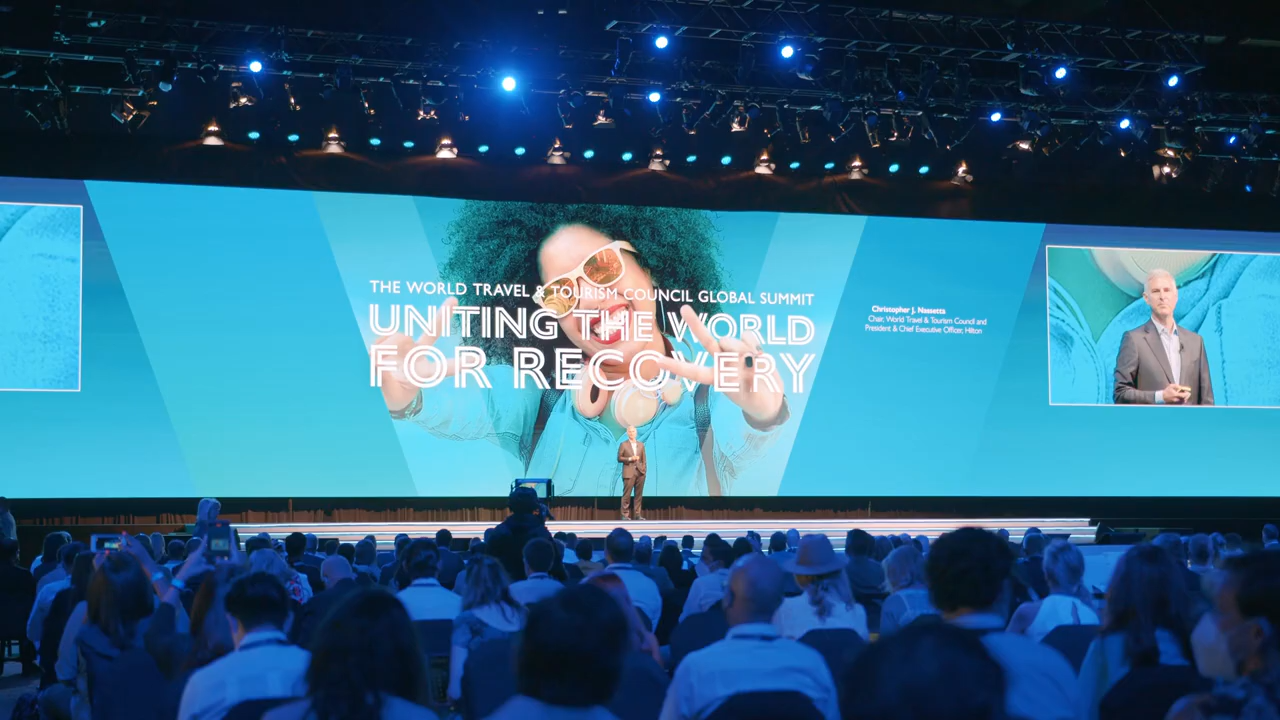 THE WORLD TRAVEL & TOURISM COUNCIL GLOBAL SUMMIT
UNITING THE WORLD
FOR RECOVERY
Christopher J. Nassetta
Chair, World Travel & Tourism Council and
President & Chief Executive Officer, Hilton